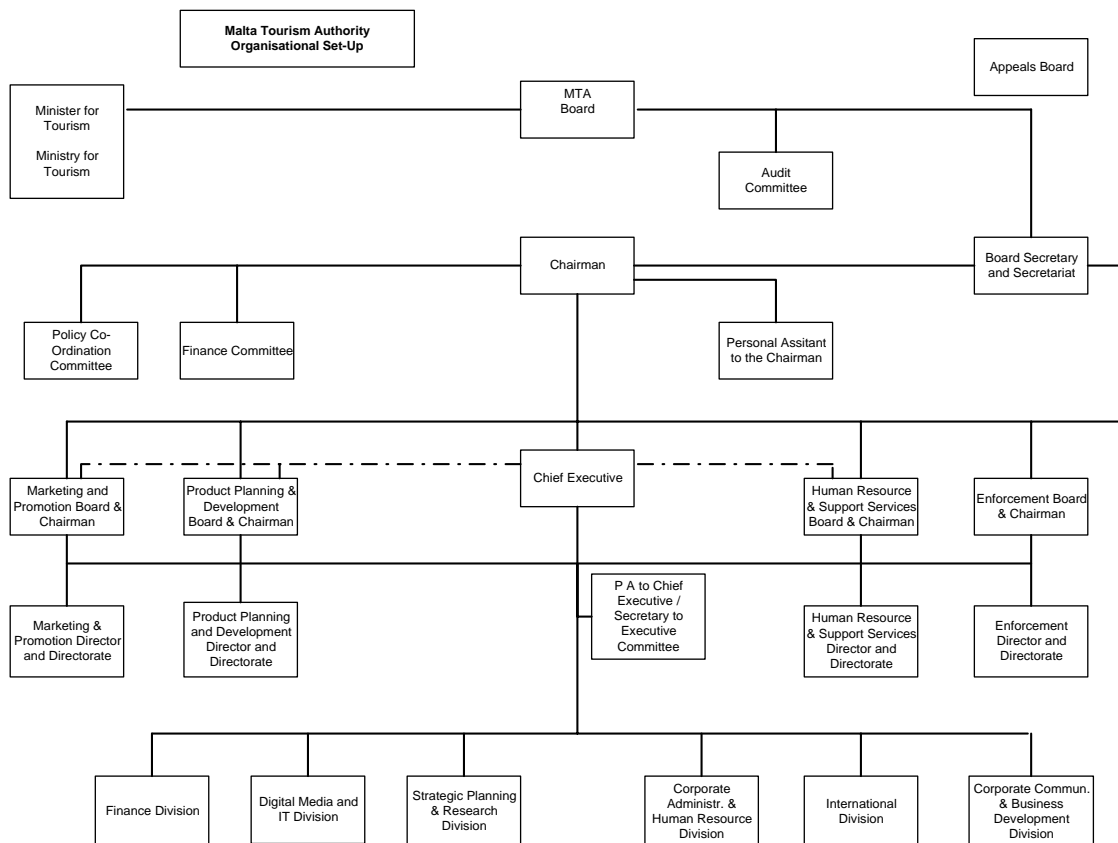 Malta Tourism Authority
Organisational Set-Up
Appeals Board
Minister for
Tourism
Ministry for
Tourism
MTA
Board
Audit
Committee
Chairman
Board Secretary
and Secretariat
Policy Co-
Ordination
Committee
Finance Committee
Personal Assitant
to the Chairman
Chief Executive
Marketing and
Promotion Board &
Chairman
Product Planning &
Development
Board & Chairman
Human Resource
& Support Services
Board & Chairman
Enforcement Board
& Chairman
P A to Chief
Executive /
Secretary to
Executive
Committee
Marketing &
Promotion Director
and Directorate
Product Planning
and Development
Director and
Directorate
Human Resource
& Support Services
Director and
Directorate
Enforcement
Director and
Directorate
Finance Division
Digital Media and
IT Division
Strategic Planning
& Research
Division
Corporate
Administr. &
Human Resource
Division
International
Division
Corporate Commun.
& Business
Development
Division